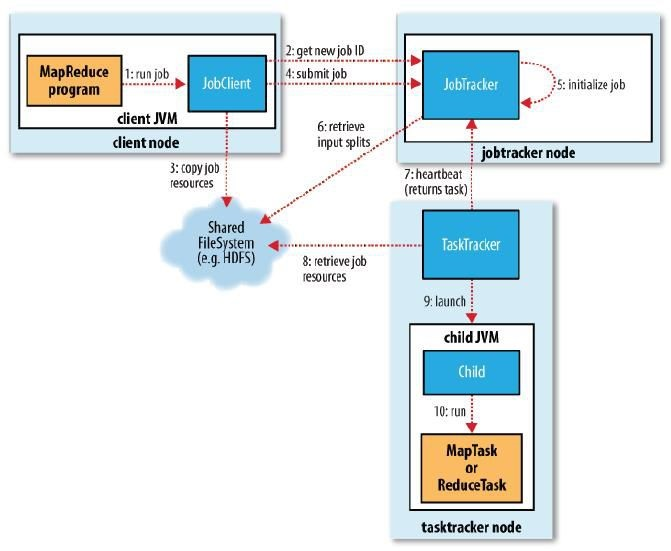 MapReduce
program
1: run job
JobClient
client JVM
client node
2: get new job ID
4: submit job
JobTracker
5: initialize job
jobtracker node
3: copy job
resources
6: retrieve
input splits
7: heartbeat
(returns task)
Shared
FileSystem
(e.g. HDFS)
8: retrieve job
resources
TaskTracker
9: launch
child JVM
Child
10: run
MapTask
or
ReduceTask
tasktracker node